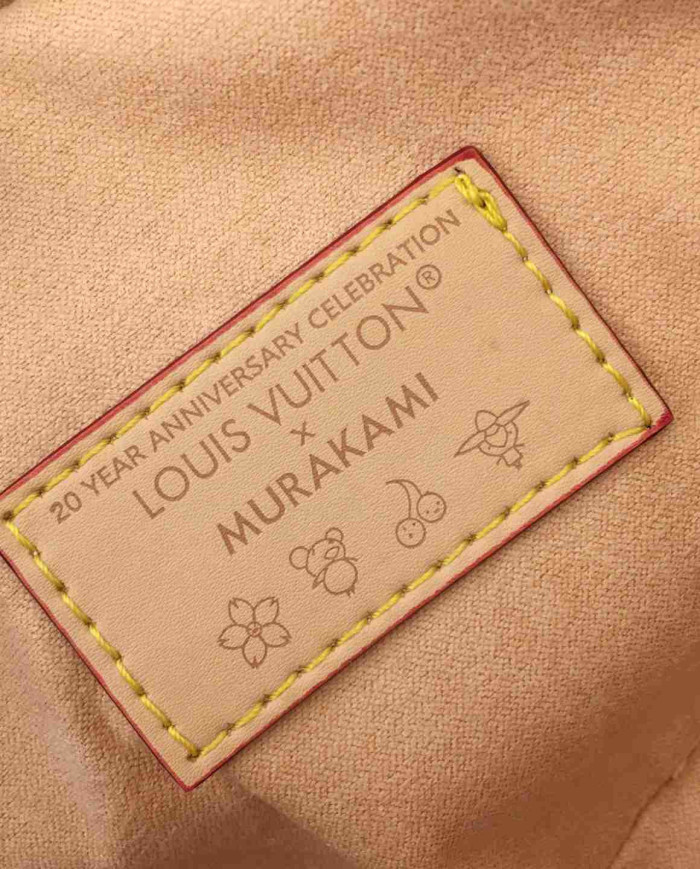 20 YEAR ANNIVERSARY CELEBRATION
LOUIS VUITTON®
×
MURAKAMI